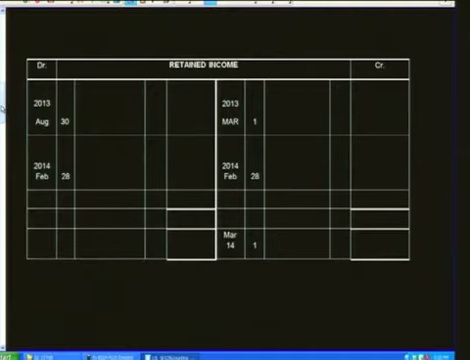 Dr. RETAINED INCOME Cr.
2013 2013
Aug 30 MAR 1
2014 2014
Feb 28 Feb 28
Mar
14 1